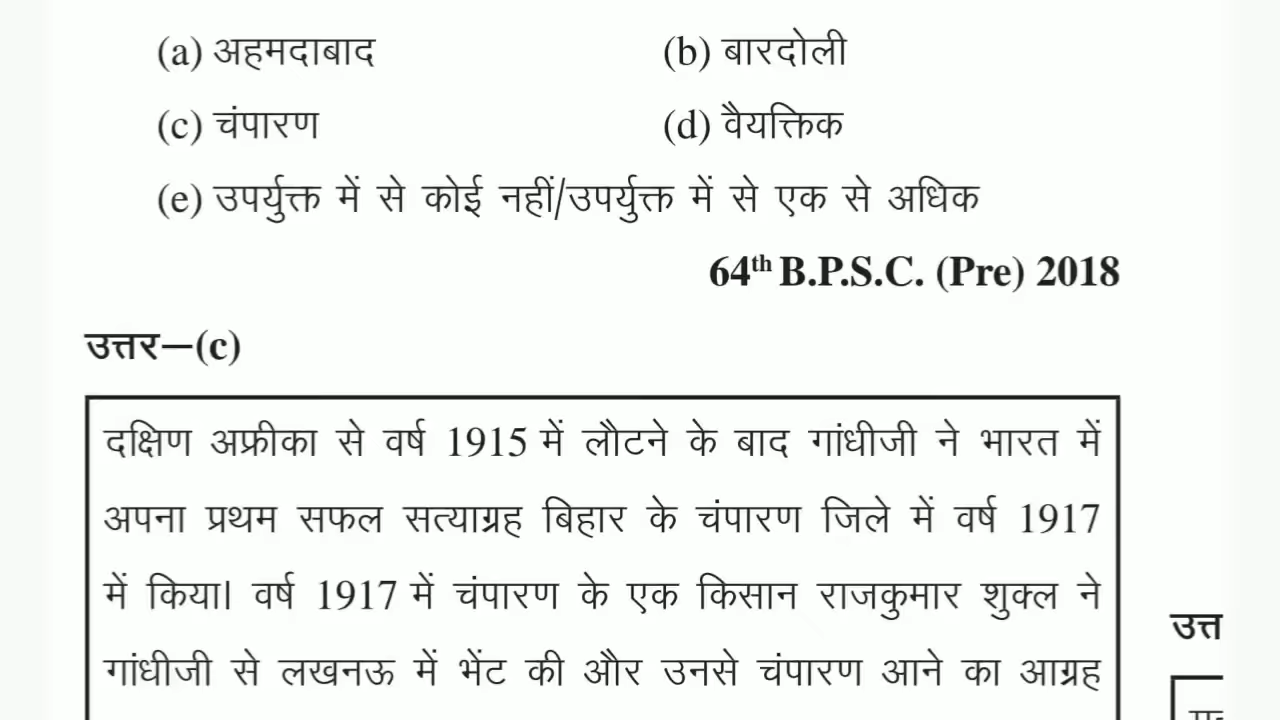 (a) अहमदाबाद (b) बारदोली
(c) चंपारण (d) वैयक्तिक
(e) उपर्युक्त में से कोई नहीं/उपर्युक्त में से एक से अधिक
64th B.P.S.C. (Pre) 2018
उत्तर—(c)
दक्षिण अफ्रीका से वर्ष 1915 में लौटने के बाद गांधीजी ने भारत में
अपना प्रथम सफल सत्याग्रह बिहार के चंपारण जिले में वर्ष 1917
में किया। वर्ष 1917 में चंपारण के एक किसान राजकुमार शुक्ल ने
गांधीजी से लखनऊ में भेंट की और उनसे चंपारण आने का आग्रह